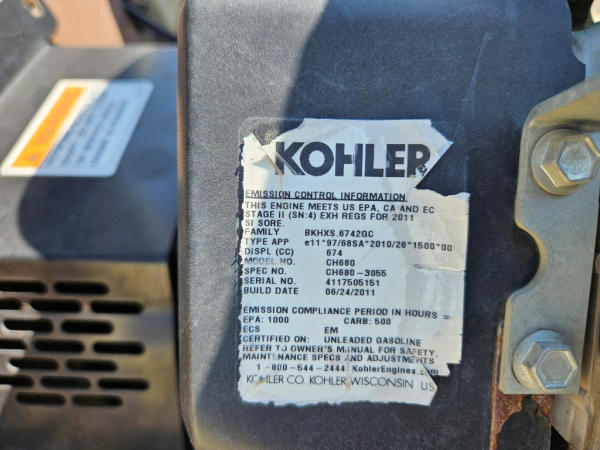 KOHLER
EMISSION CONTROL INFORMATION
THIS ENGINE MEETS US EPA, CA AND EC
STAGE II (SN:4) EXH REGS FOR 2011
SI SORE.
FAMILY BKHXS.6742GC
TYPE APP e11*97/68SA*2010/26*1500*00
DISPL (CC) 674
MODEL NO. CH680
SPEC NO. CH680-3055
SERIAL NO. 4117505151
BUILD DATE 06/24/2011
EMISSION COMPLIANCE PERIOD IN HOURS =
EPA: 1000 CARB: 500
ECS EM
CERTIFIED ON: UNLEADED GASOLINE
REFER TO OWNER'S MANUAL FOR SAFETY,
MAINTENANCE SPECS AND ADJUSTMENTS
1-800-544-2444 KohlerEngines.com
KOHLER CO. KOHLER WISCONSIN US